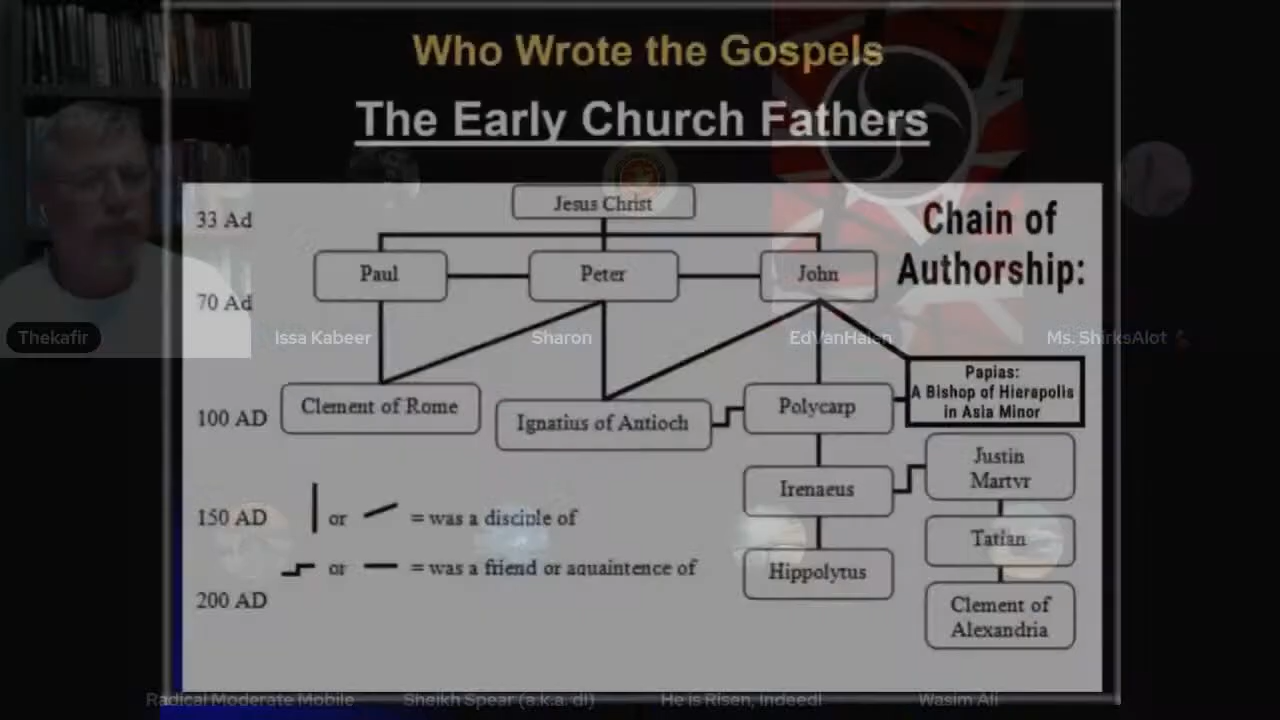 Who Wrote the Gospels
The Early Church Fathers
33 Ad
Jesus Christ
Chain of
Authorship:
Paul
Peter
John
70 Ad
Thekafir
Issa Kabeer
Sharon
EdVanHalen
Ms. ShirksAlot
Papias:
A Bishop of Hierapolis
in Asia Minor
100 AD
Clement of Rome
Ignatius of Antioch
Polycarp
Justin
Martyr
Irenaeus
150 AD
or
= was a disciple of
Tatian
or
= was a friend or aquaintence of
Hippolytus
200 AD
Clement of
Alexandria
Radical Moderate Mobile
Sheikh Spear (a.k.a. dl)
He is Risen, Indeed!
Wasim Ali